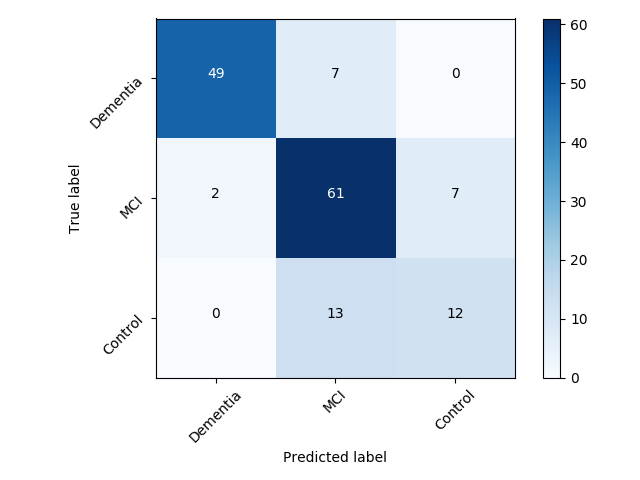 Dementia 49 7 0
MCI 2 61 7
Control 0 13 12
Dementia MCI Control
True label
Predicted label
60
50
40
30
20
10
0